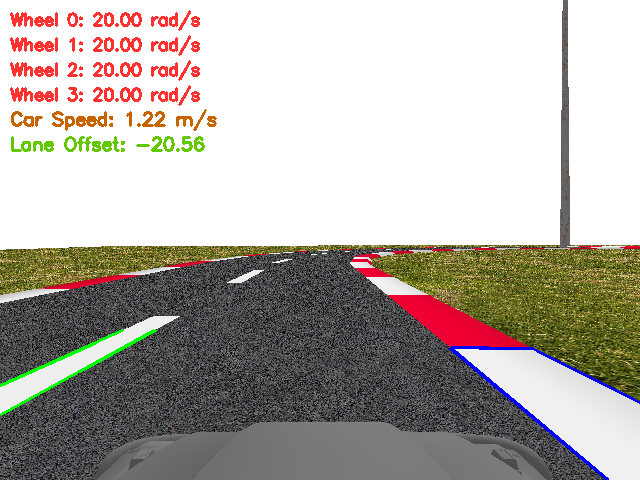 Wheel 0: 20.00 rad/s
Wheel 1: 20.00 rad/s
Wheel 2: 20.00 rad/s
Wheel 3: 20.00 rad/s
Car Speed: 1.22 m/s
Lane Offset: -20.56